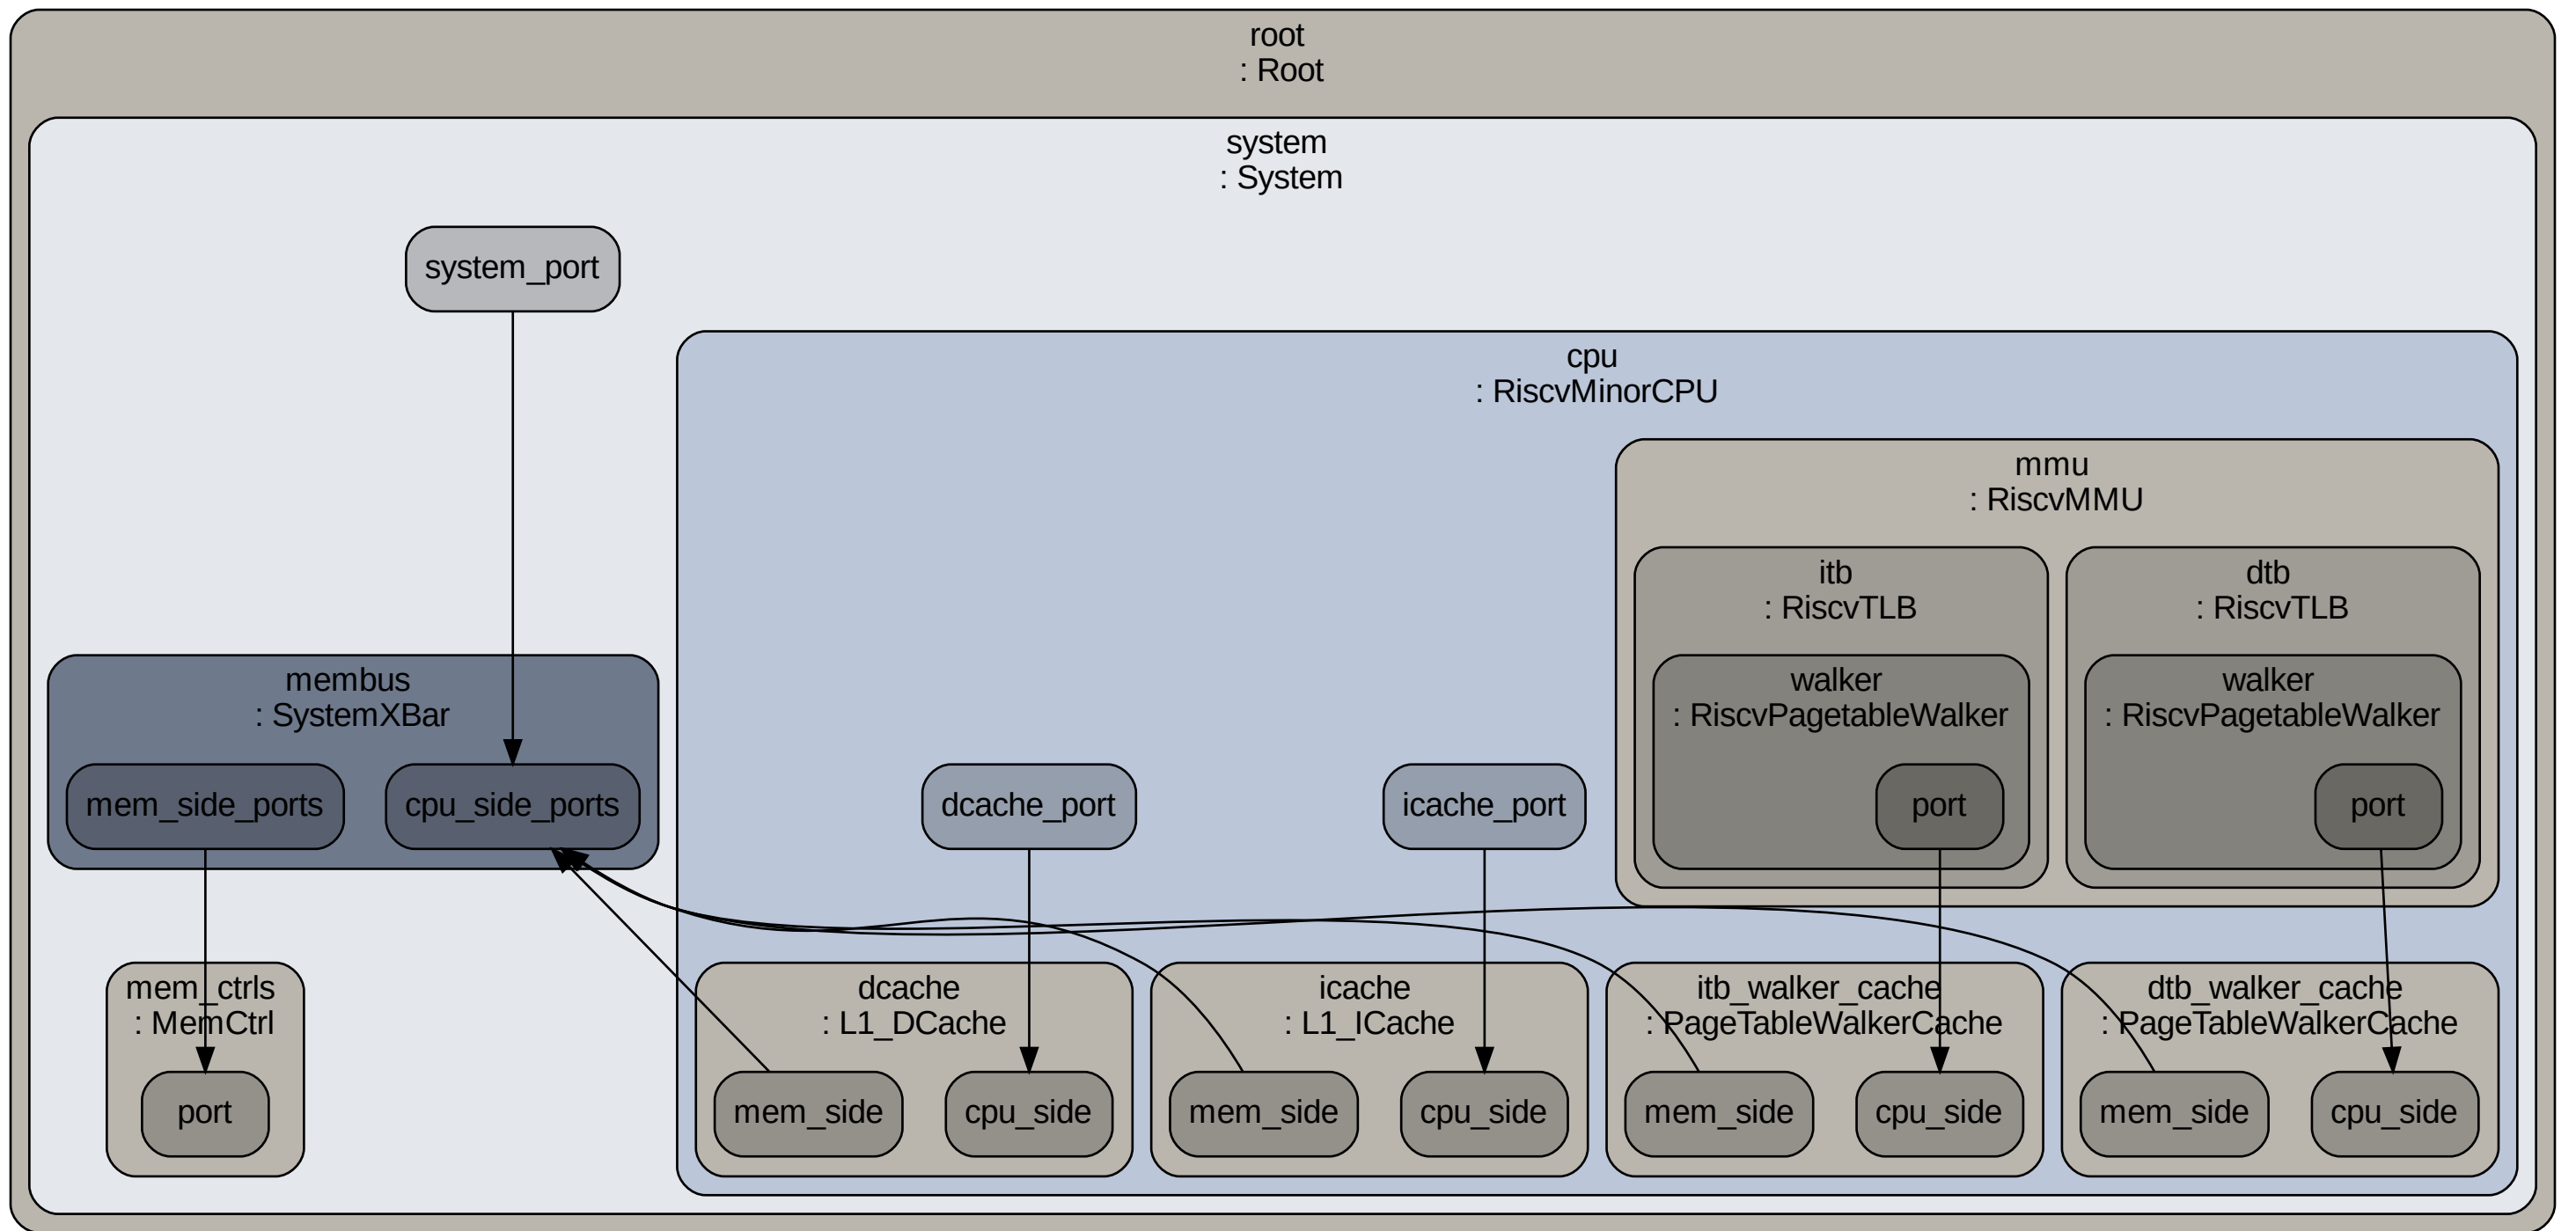 root
: Root
system
: System
system_port
cpu
: RiscvMinorCPU
mmu
: RiscvMMU
itb
: RiscvTLB
dtb
: RiscvTLB
membus
: SystemXBar
walker
: RiscvPagetableWalker
walker
: RiscvPagetableWalker
mem_side_ports
cpu_side_ports
dcache_port
icache_port
port
port
mem_ctrls
: MemCtrl
dcache
: L1_DCache
icache
: L1_ICache
itb_walker_cache
: PageTableWalkerCache
dtb_walker_cache
: PageTableWalkerCache
port
mem_side
cpu_side
mem_side
cpu_side
mem_side
cpu_side
mem_side
cpu_side